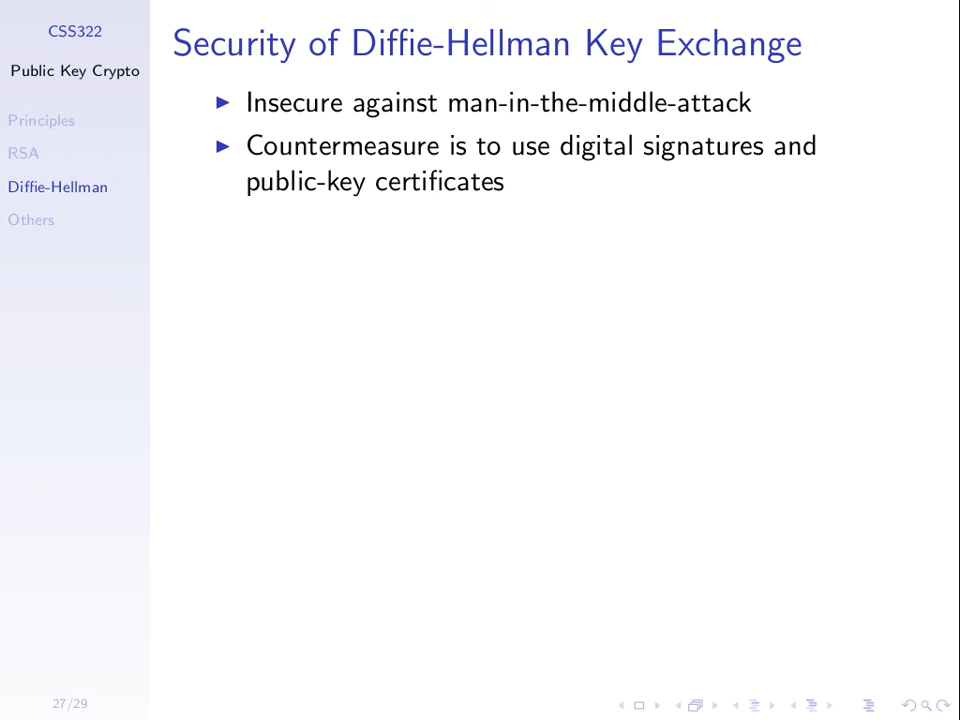 CSS322
Public Key Crypto
Principles
RSA
Diffie-Hellman
Others
27/29
Security of Diffie-Hellman Key Exchange
Insecure against man-in-the-middle-attack
Countermeasure is to use digital signatures and
public-key certificates